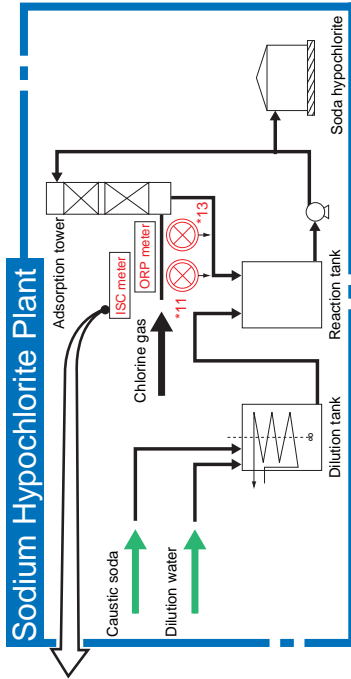 Sodium Hypochlorite Plant
Adsorption tower
ISC meter
ORP meter
*11
*13
Chlorine gas
Caustic soda
Dilution water
Dilution tank
Reaction tank
Soda hypochlorite